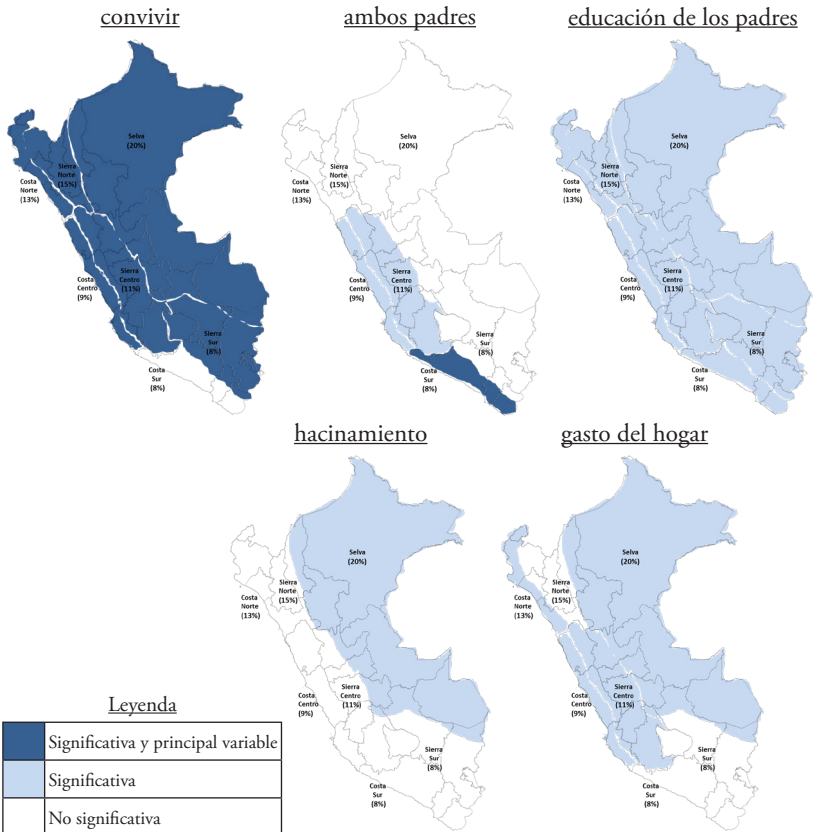 convivir
Selva
(20%)
Sierra
Norte
(15%)
Costa
Norte
(13%)
Sierra
Centro
(11%)
Costa
Centro
(9%)
Sierra
Sur
(8%)
Costa
Sur
(8%)
ambos padres
Selva
(20%)
Sierra
Norte
(15%)
Costa
Norte
(13%)
Sierra
Centro
(11%)
Costa
Centro
(9%)
Sierra
Sur
(8%)
Costa
Sur
(8%)
educación de los padres
Selva
(20%)
Sierra
Norte
(15%)
Costa
Norte
(13%)
Sierra
Centro
(11%)
Costa
Centro
(9%)
Sierra
Sur
(8%)
Costa
Sur
(8%)
hacinamiento
Selva
(20%)
Sierra
Norte
(15%)
Costa
Norte
(13%)
Sierra
Centro
(11%)
Costa
Centro
(9%)
Sierra
Sur
(8%)
Costa
Sur
(8%)
gasto del hogar
Selva
(20%)
Sierra
Norte
(15%)
Costa
Norte
(13%)
Sierra
Centro
(11%)
Costa
Centro
(9%)
Sierra
Sur
(8%)
Costa
Sur
(8%)
Leyenda
Significativa y principal variable
Significativa
No significativa